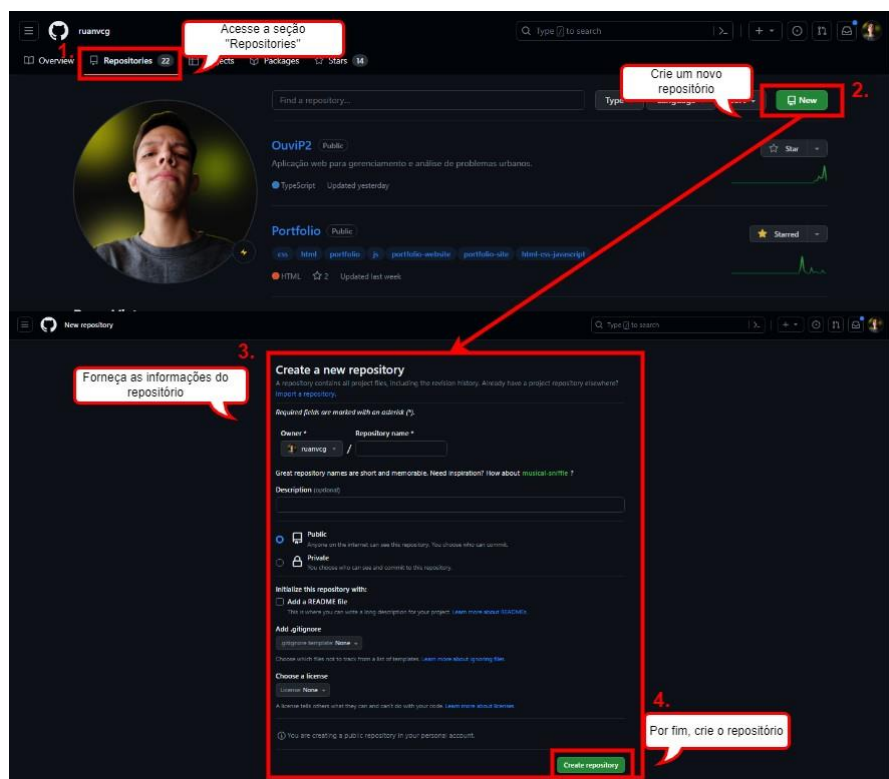 ruanvcg
Type / to search
Acesse a seção
"Repositories"
1.
Overview
Repositories 22
Packages
Stars 14
Crie um novo
repositório
2.
Find a repository...
Type
New
OuviP2 Public
Star
Aplicação web para gerenciamento e análise de problemas urbanos.
TypeScript Updated yesterday
Portfolio Public
Starred
css html portfolio js portfolio-website portfolio-site html-css-javascript
HTML 2 Updated last week
New repository
Type / to search
3.
Forneça as informações do
repositório
Create a new repository
A repository contains all project files, including the revision history. Already have a project repository elsewhere?
Import a repository.
Required fields are marked with an asterisk (*).
Owner * Repository name *
ruanvcg /
Great repository names are short and memorable. Need inspiration? How about musical-sniffle ?
Description (optional)
Public
Anyone on the internet can see this repository. You choose who can commit.
Private
You choose who can see and commit to this repository.
Initialize this repository with:
Add a README file
This is where you can write a long description for your project. Learn more about READMEs.
Add .gitignore
.gitignore template: None
Choose which files not to track from a list of templates. Learn more about ignoring files.
Choose a license
License: None
A license tells others what they can and can't do with your code. Learn more about licenses.
4.
Por fim, crie o repositório
You are creating a public repository in your personal account.
Create repository